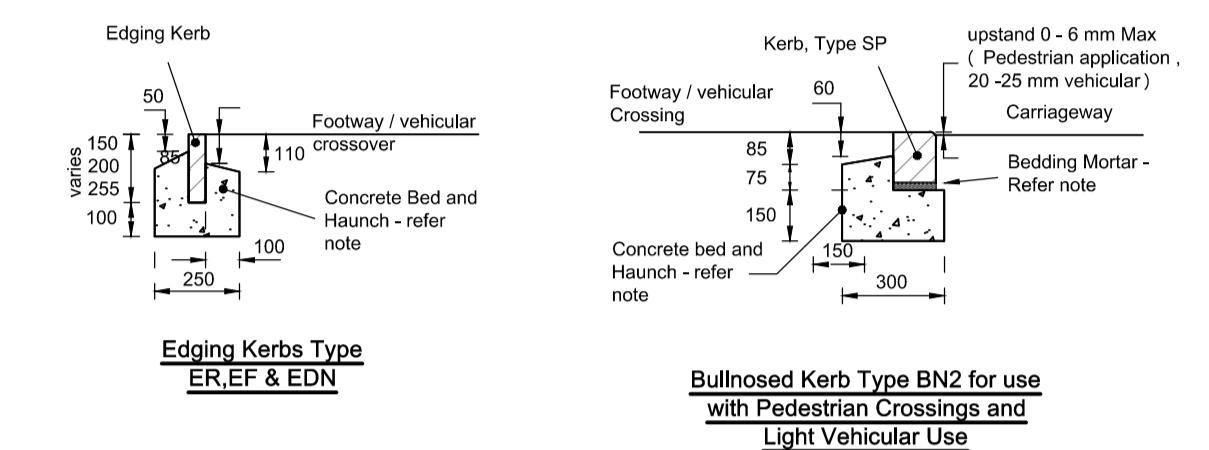 Edging Kerb
50
150
200
255
varies
100
85
110
Footway / vehicular
crossover
Concrete Bed and
Haunch - refer
note
100
250
Edging Kerbs Type
ER,EF & EDN
Kerb, Type SP
upstand 0 - 6 mm Max
( Pedestrian application ,
20 -25 mm vehicular )
60
Footway / vehicular
Crossing
Carriageway
85
75
150
Bedding Mortar -
Refer note
Concrete bed and
Haunch - refer
note
150
300
Bullnosed Kerb Type BN2 for use
with Pedestrian Crossings and
Light Vehicular Use